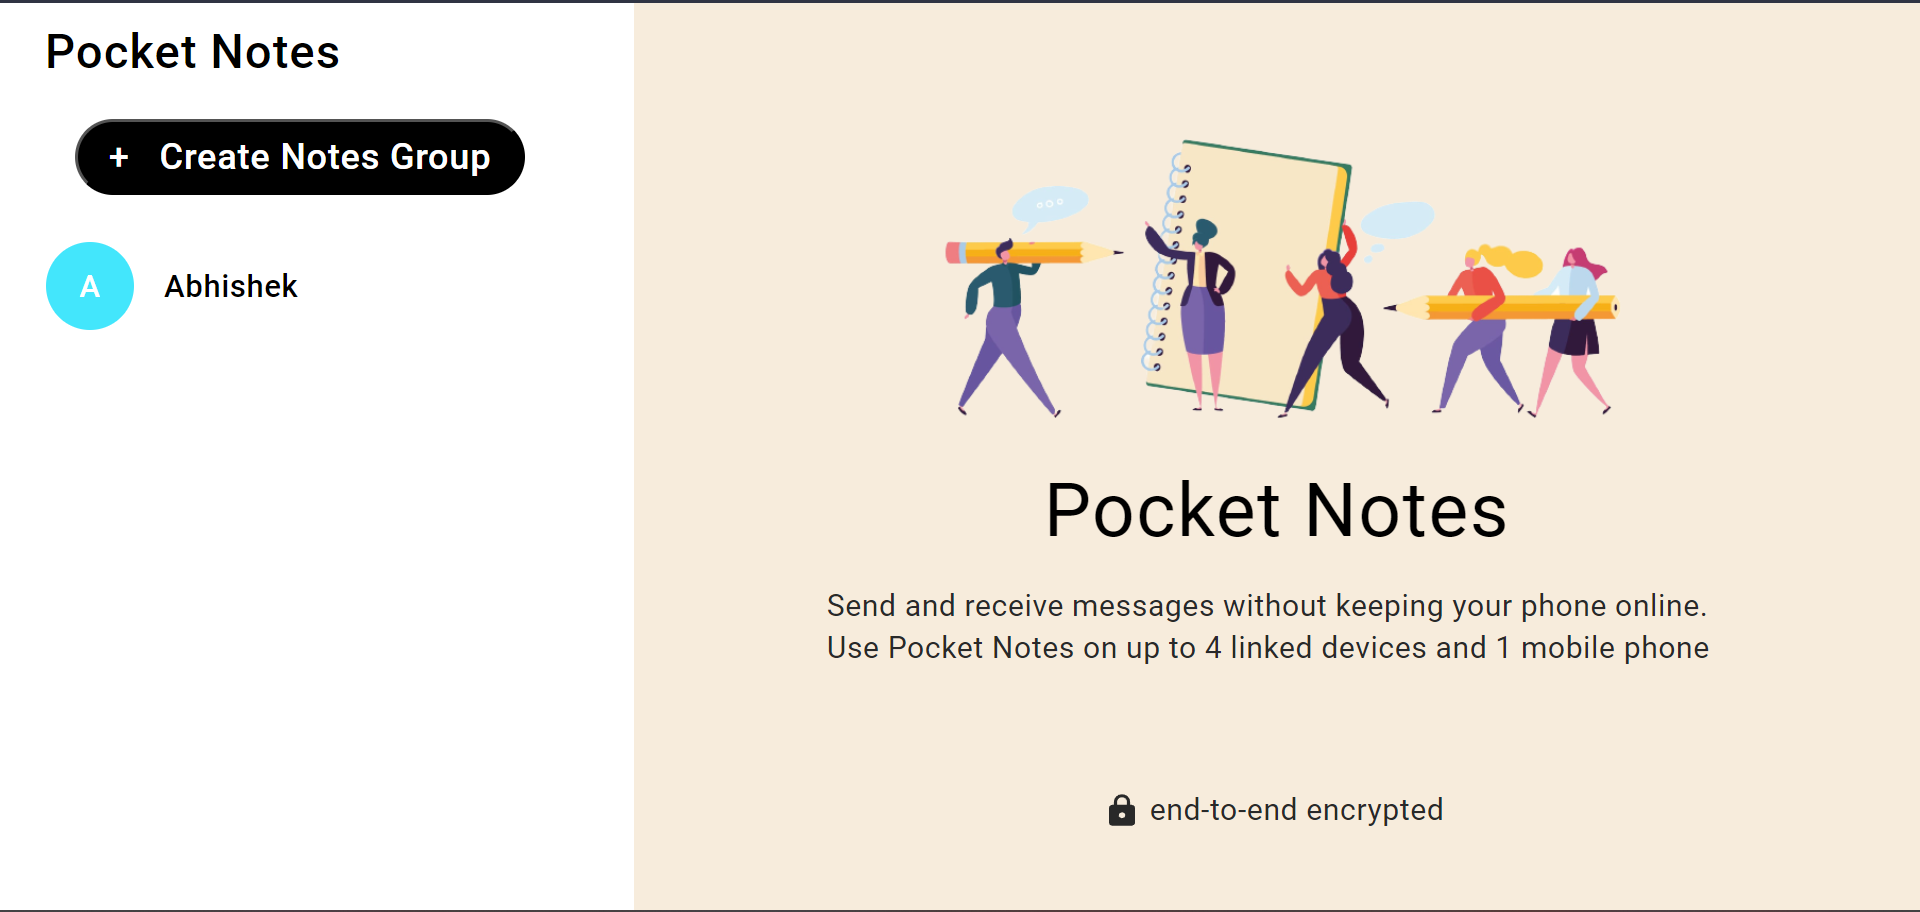 Pocket Notes
+ Create Notes Group
A Abhishek
Pocket Notes
Send and receive messages without keeping your phone online.
Use Pocket Notes on up to 4 linked devices and 1 mobile phone
end-to-end encrypted